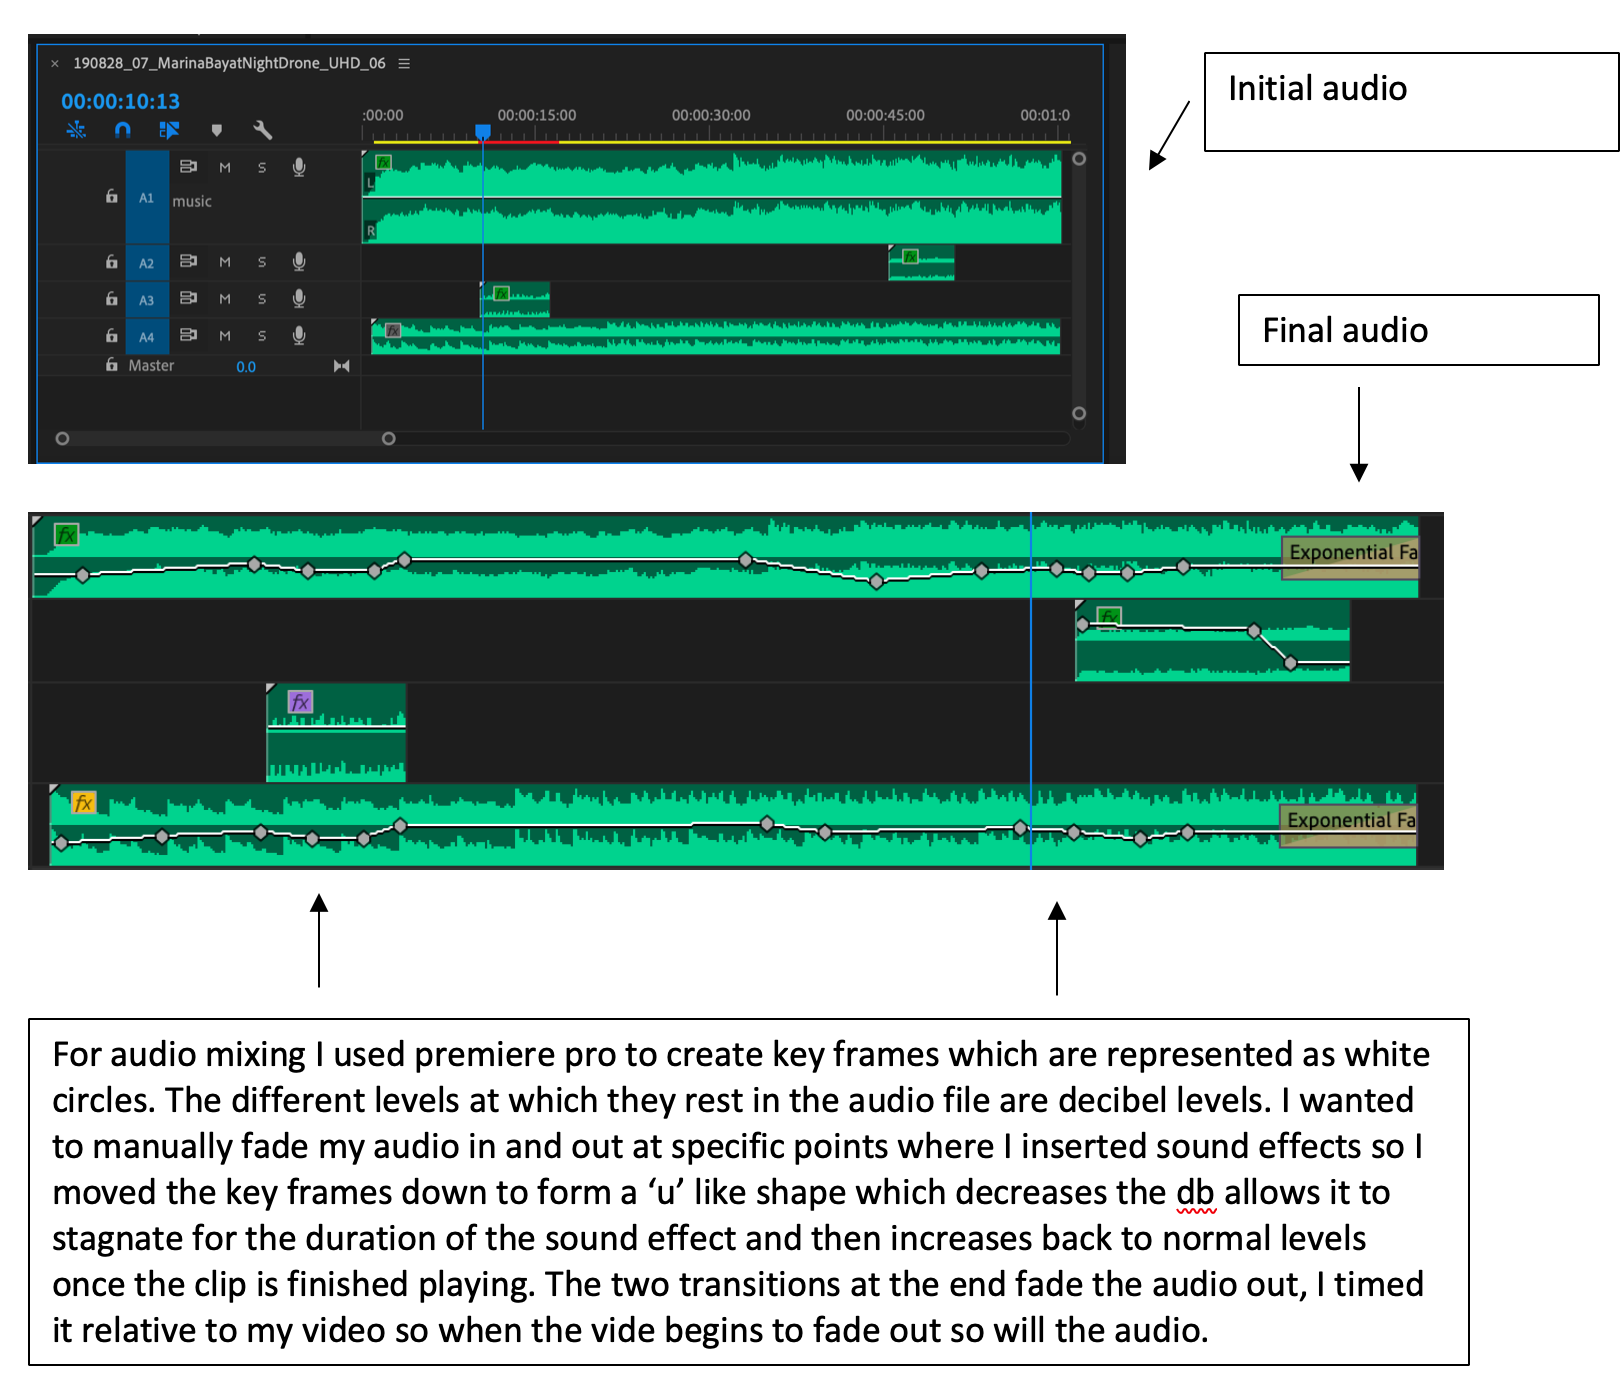 × 190828_07_MarinaBayatNightDrone_UHD_06
Initial audio
00:00:10:13
:00:00 00:00:15:00 00:00:30:00 00:00:45:00 00:01:0
fx
L
A1 M S
music
R
A2 M S fx
A3 M S fx
A4 M S fx
Master 0.0
Final audio
fx
Exponential Fa
fx
fx
fx
Exponential Fa
For audio mixing I used premiere pro to create key frames which are represented as white
circles. The different levels at which they rest in the audio file are decibel levels. I wanted
to manually fade my audio in and out at specific points where I inserted sound effects so I
moved the key frames down to form a ‘u’ like shape which decreases the db allows it to
stagnate for the duration of the sound effect and then increases back to normal levels
once the clip is finished playing. The two transitions at the end fade the audio out, I timed
it relative to my video so when the vide begins to fade out so will the audio.